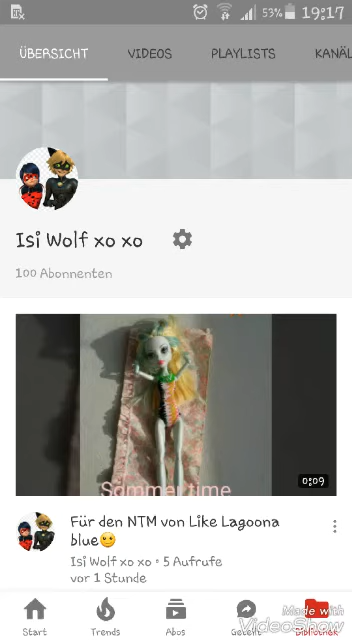 53% 19:17
ÜBERSICHT VIDEOS PLAYLISTS KANÄL
Isi Wolf xo xo
100 Abonnenten
Sommertime
0:09
Für den NTM von Like Lagoona
blue
Isi Wolf xo xo • 5 Aufrufe
vor 1 Stunde
Made with
VideoShow
Start Trends Abos Geteilt Bibliothek